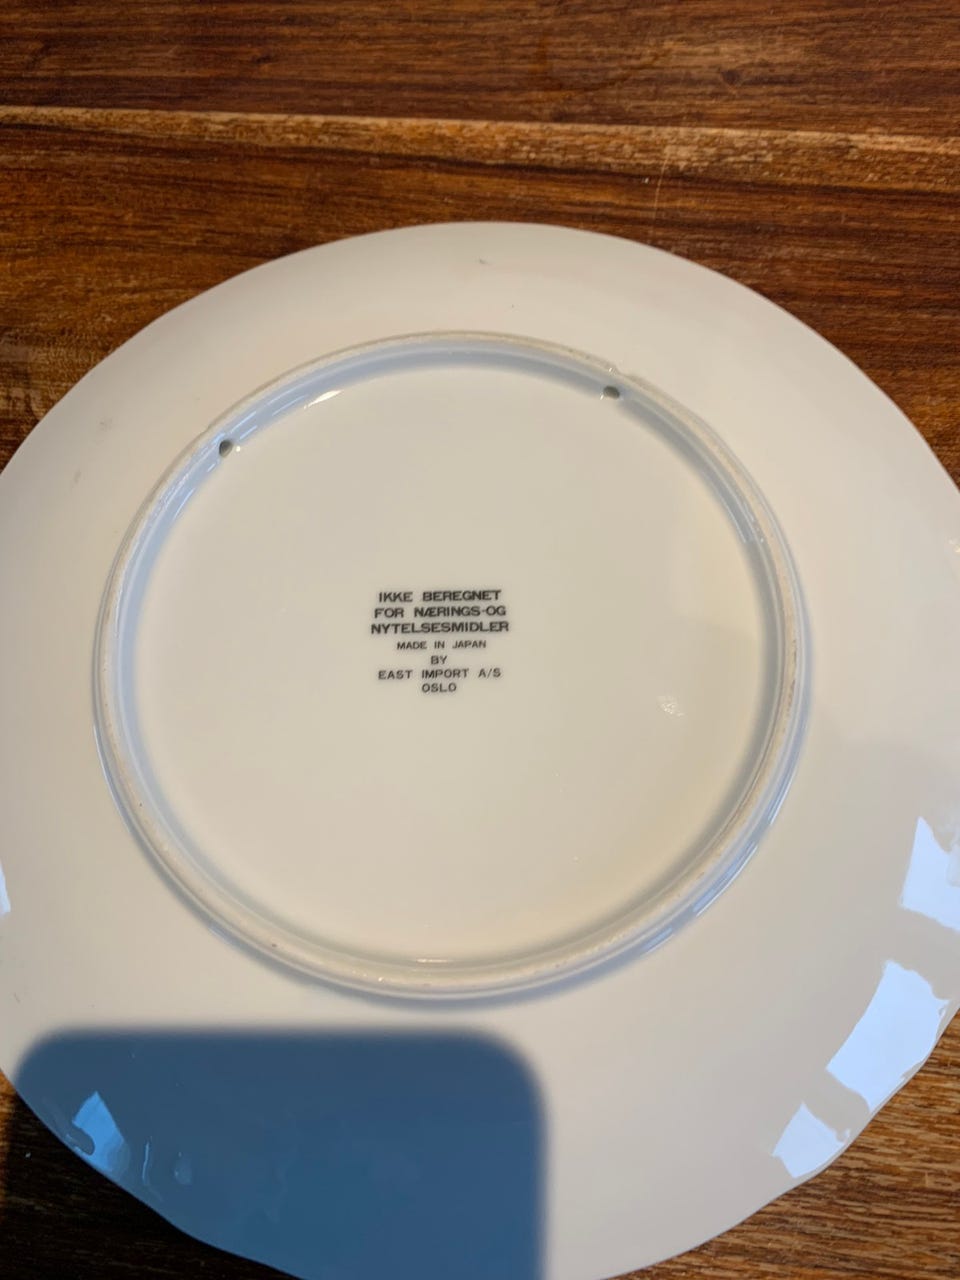 IKKE BEREGNET
FOR NÆRINGS-OG
NYTELSESMIDLER
MADE IN JAPAN
BY
EAST IMPORT A/S
OSLO